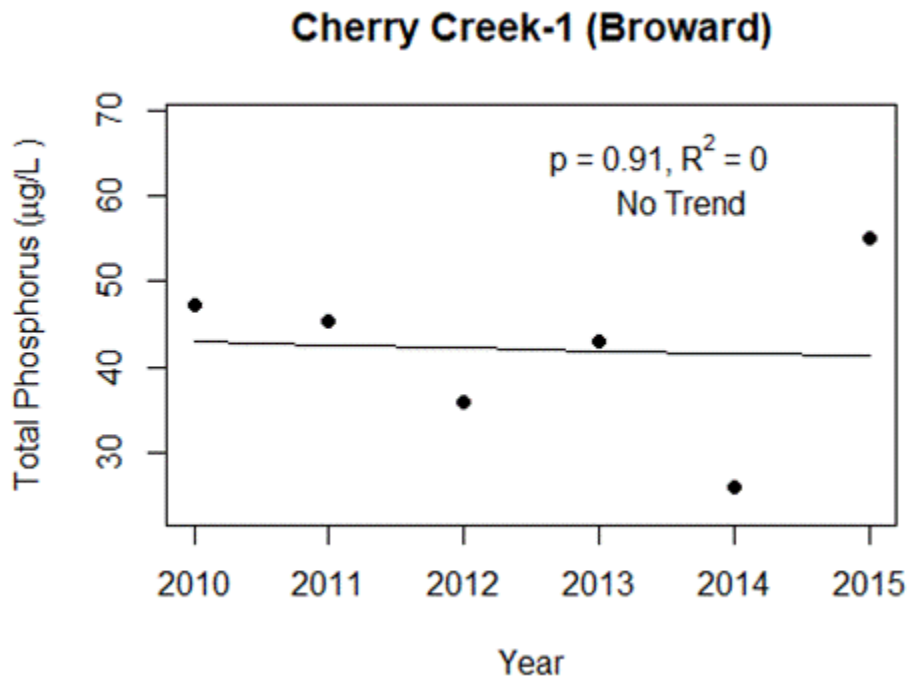 Cherry Creek-1 (Broward)
Total Phosphorus (µg/L )
70
60
50
40
30
p = 0.91, R² = 0
No Trend
2010 2011 2012 2013 2014 2015
Year